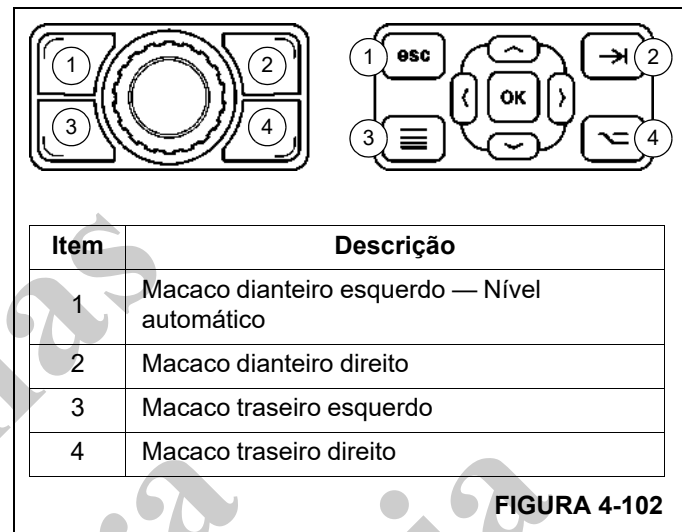 1
2
3
4
1
esc
2
OK
3
4
Item Descrição
1 Macaco dianteiro esquerdo — Nível
automático
2 Macaco dianteiro direito
3 Macaco traseiro esquerdo
4 Macaco traseiro direito
FIGURA 4-102